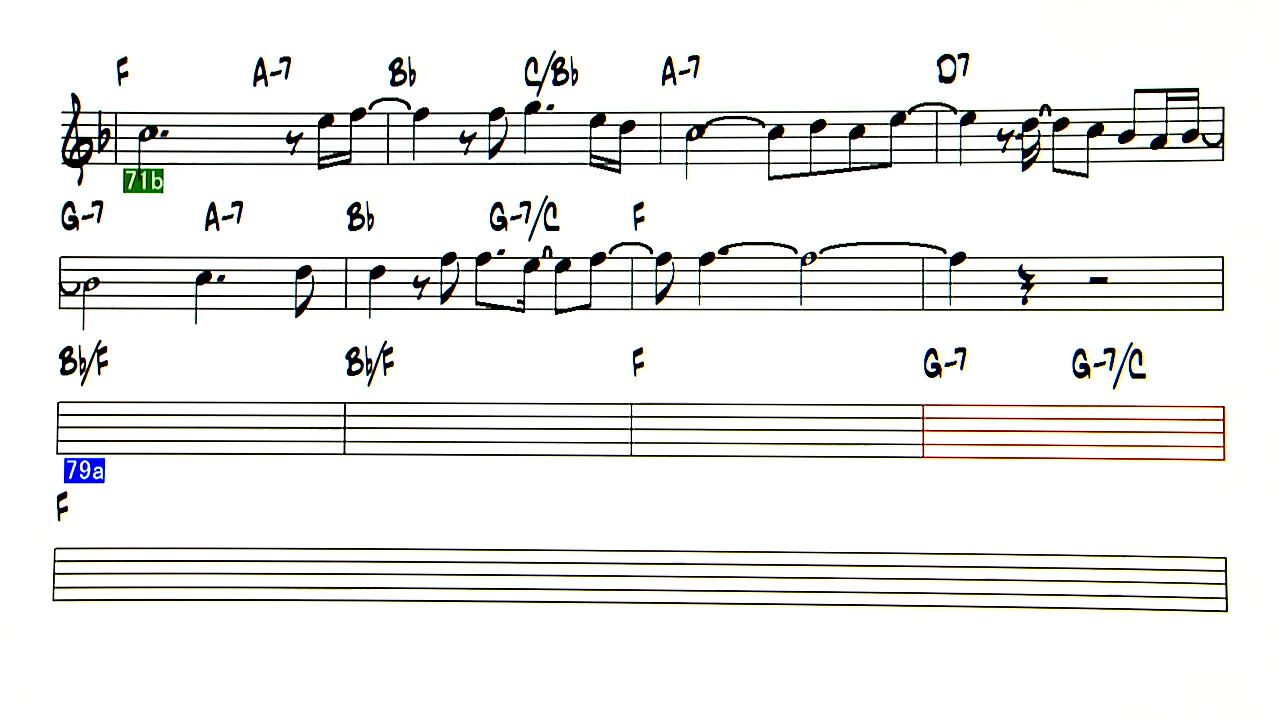 F A-7 Bb C/Bb A-7 D7
71b
G-7 A-7 Bb G-7/C F
Bb/F Bb/F F G-7 G-7/C
79a
F